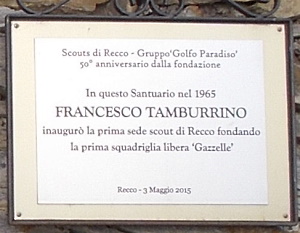 Scouts di Recco - Gruppo'Golfo Paradiso'
50° anniversario dalla fondazione
In questo Santuario nel 1965
FRANCESCO TAMBURRINO
inaugurò la prima sede scout di Recco fondando
la prima squadriglia libera 'Gazzelle'
Recco - 3 Maggio 2015